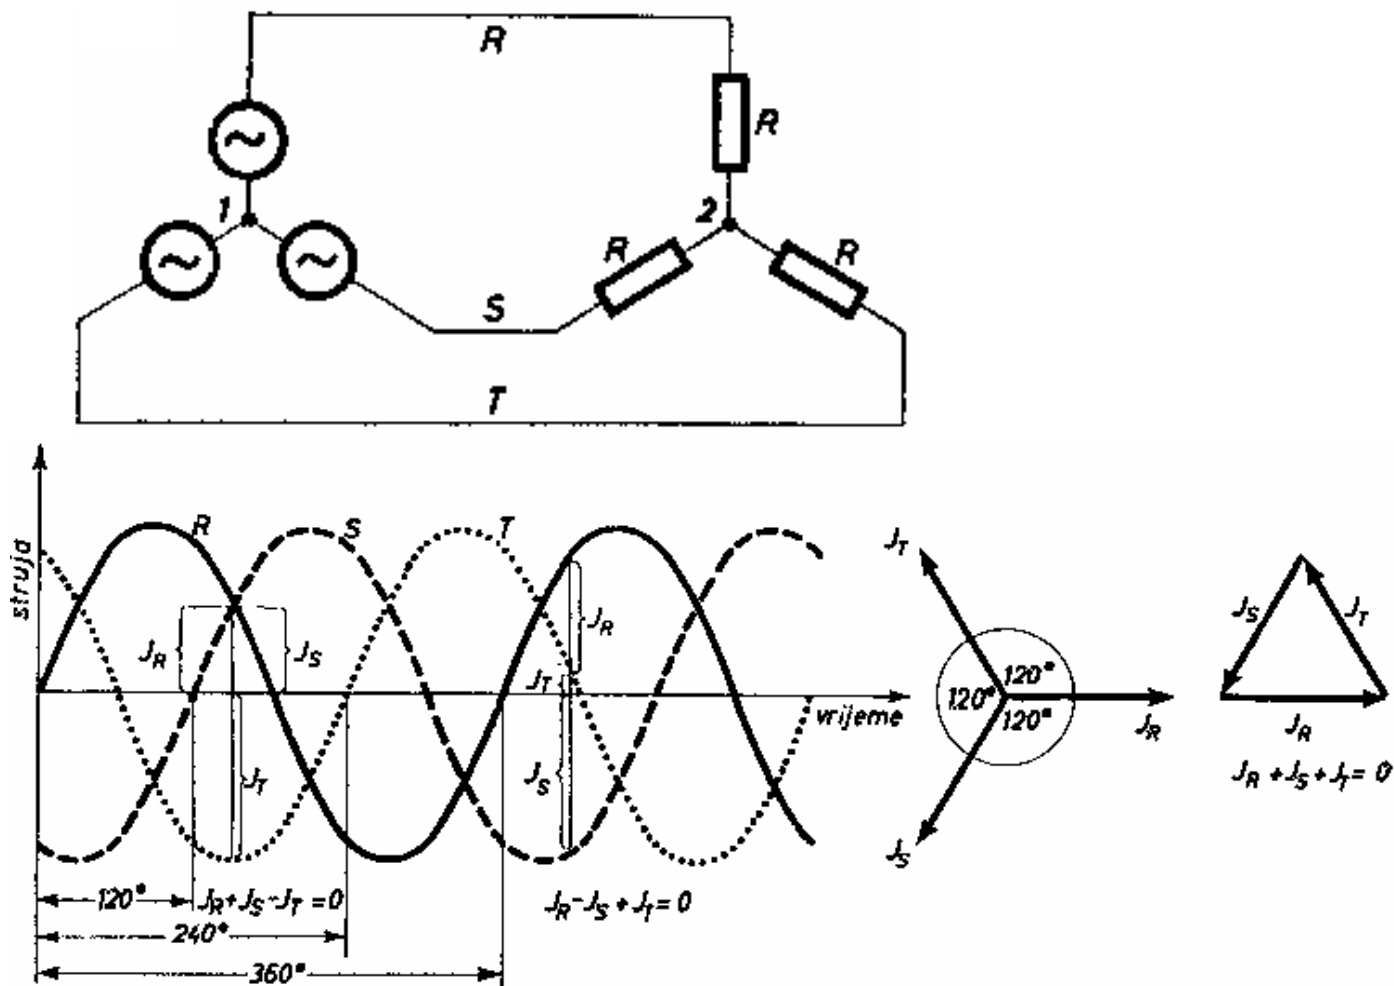 R
R
1
2
R
R
S
T
struja
R
S
T
J_R
J_S
J_R
J_T
J_T
J_S
vrijeme
120°
J_R+J_S-J_T=0
J_R-J_S+J_T=0
240°
360°
J_T
120°
120°
120°
J_R
J_S
J_S
J_T
J_R
J_R+J_S+J_T=0